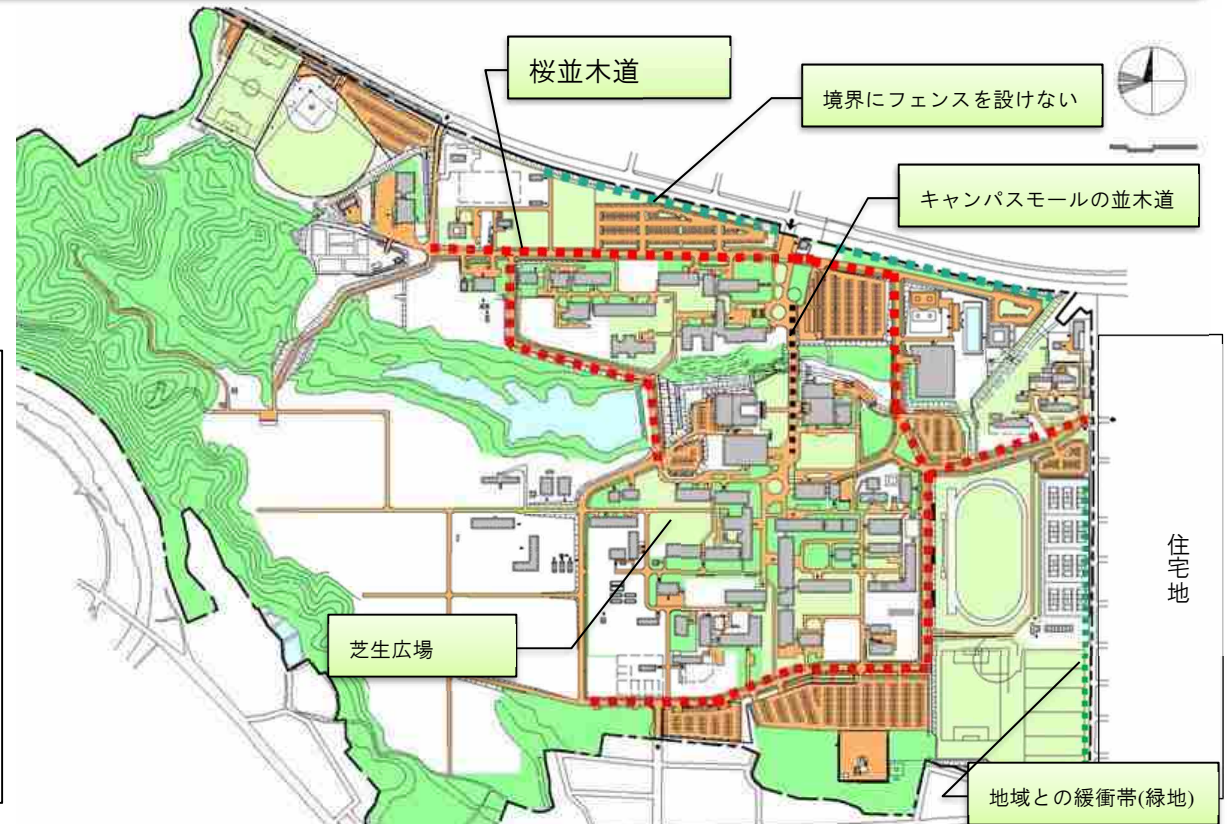 桜並木道
境界にフェンスを設けない
キャンパスモールの並木道
住宅地
芝生広場
地域との緩衝帯(緑地)